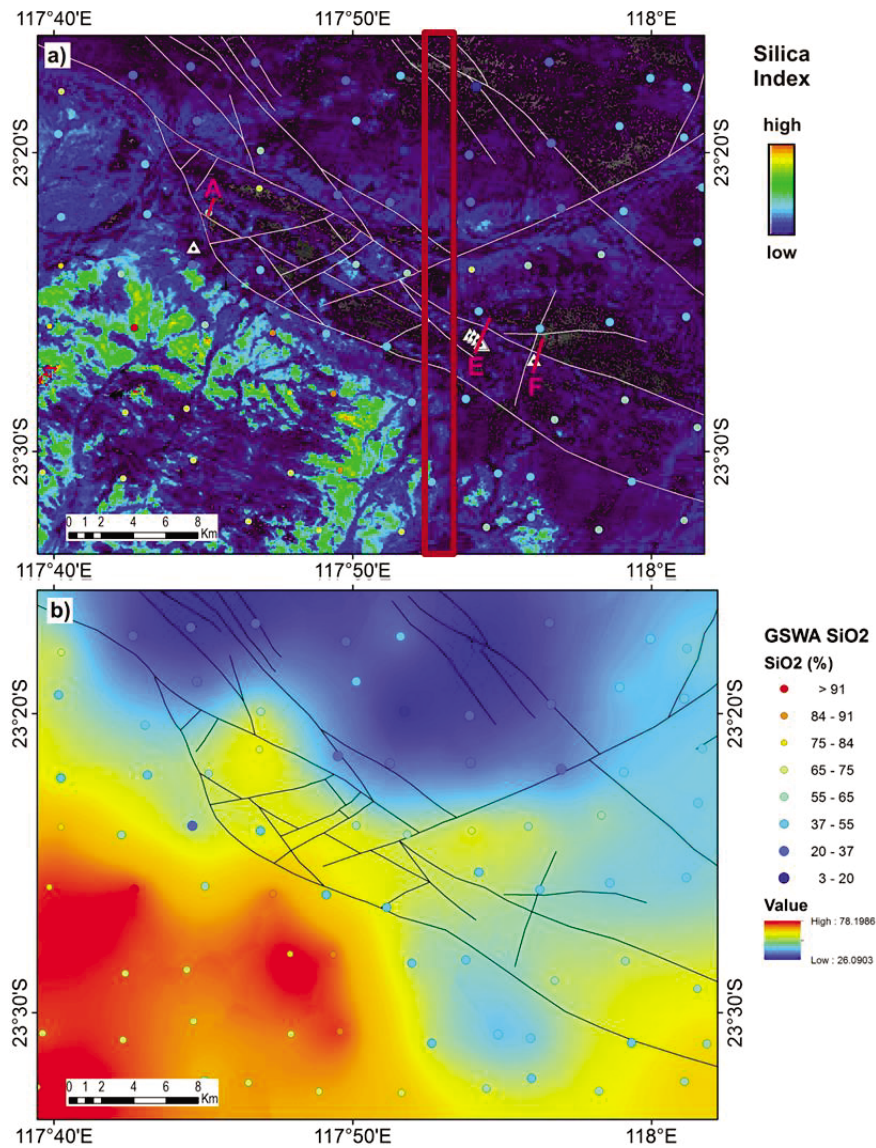 117°40'E 117°50'E 118°E
a)
Silica
Index
high
low
23°20'S
23°20'S
A
E
F
23°30'S
23°30'S
0 1 2 4 6 8
Km
117°40'E 117°50'E 118°E
b)
GSWA SiO2
SiO2 (%)
> 91
84 - 91
75 - 84
65 - 75
55 - 65
37 - 55
20 - 37
3 - 20
Value
High : 78.1986
Low : 26.0903
23°20'S
23°20'S
23°30'S
23°30'S
0 1 2 4 6 8
Km
117°40'E 117°50'E 118°E